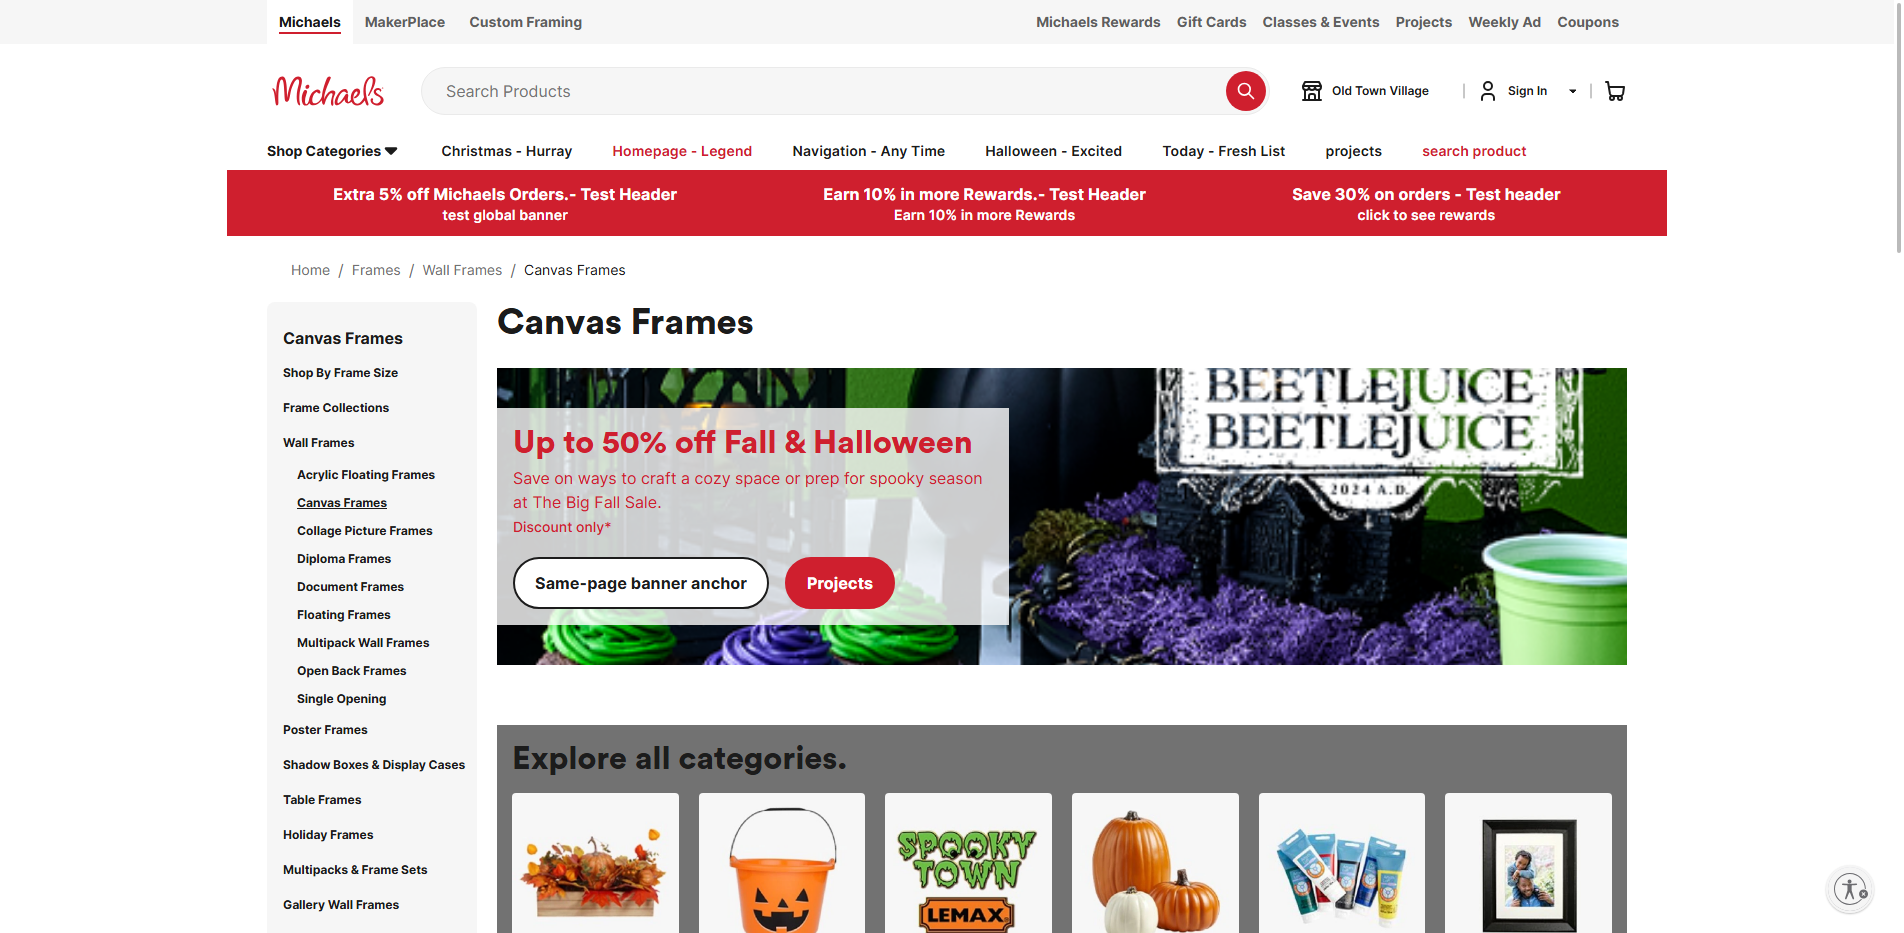 Michaels MakerPlace Custom Framing Michaels Rewards Gift Cards Classes & Events Projects Weekly Ad Coupons
Michaels Search Products Old Town Village Sign In
Shop Categories Christmas - Hurray Homepage - Legend Navigation - Any Time Halloween - Excited Today - Fresh List projects search product
Extra 5% off Michaels Orders.- Test Header Earn 10% in more Rewards.- Test Header Save 30% on orders - Test header
test global banner Earn 10% in more Rewards click to see rewards
Home / Frames / Wall Frames / Canvas Frames
Canvas Frames
Shop By Frame Size
Frame Collections
Wall Frames
Acrylic Floating Frames
Canvas Frames
Collage Picture Frames
Diploma Frames
Document Frames
Floating Frames
Multipack Wall Frames
Open Back Frames
Single Opening
Poster Frames
Shadow Boxes & Display Cases
Table Frames
Holiday Frames
Multipacks & Frame Sets
Gallery Wall Frames
Canvas Frames
BEETLEJUICE
BEETLEJUICE
2024 A.D.
Up to 50% off Fall & Halloween
Save on ways to craft a cozy space or prep for spooky season
at The Big Fall Sale.
Discount only*
Same-page banner anchor Projects
Explore all categories.
SPOOKY
TOWN
LEMAX